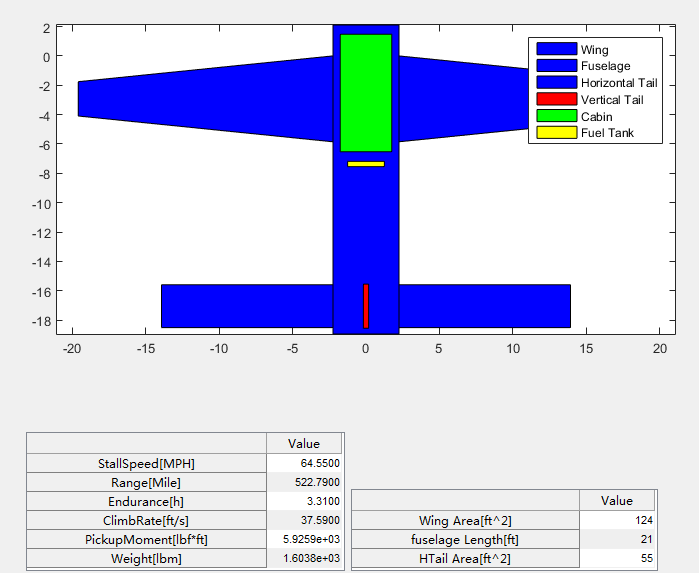 2
0
-2
-4
-6
-8
-10
-12
-14
-16
-18
-20 -15 -10 -5 0 5 10 15 20
Wing
Fuselage
Horizontal Tail
Vertical Tail
Cabin
Fuel Tank
Value
StallSpeed[MPH] 64.5500
Range[Mile] 522.7900
Endurance[h] 3.3100
ClimbRate[ft/s] 37.5900
PickupMoment[lbf*ft] 5.9259e+03
Weight[lbm] 1.6038e+03
Value
Wing Area[ft^2] 124
fuselage Length[ft] 21
HTail Area[ft^2] 55